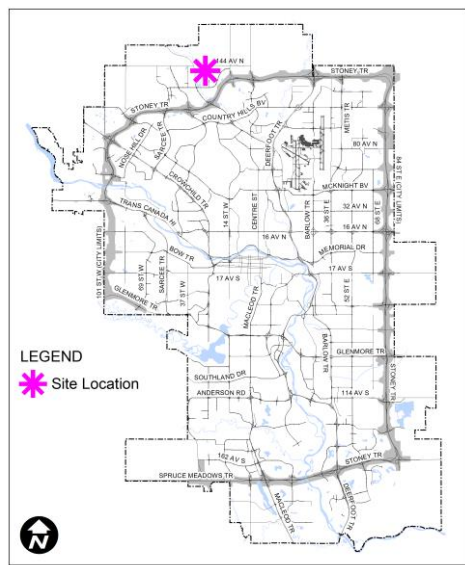 144 AV N
STONEY TR
STONEY TR
COUNTRY HILLS BV
METIS TR
DEERFOOT TR
SARCEE TR
NOSE HILL DR
80 AV N
CROWCHILD TR
84 ST E (CITY LIMITS)
MCKNIGHT BV
TRANS CANADA HI
14 ST W
CENTRE ST
BARLOW TR
36 ST E
32 AV N
68 ST E
16 AV N
16 AV N
BOW TR
MEMORIAL DR
101 ST W (CITY LIMITS)
69 ST W
SARCEE TR
37 ST W
17 AV S
17 AV S
MACLEOD TR
52 ST E
GLENMORE TR
BARLOW TR
GLENMORE TR
LEGEND
Site Location
SOUTHLAND DR
STONEY TR
ANDERSON RD
114 AV S
162 AV S
STONEY TR
SPRUCE MEADOWS TR
MACLEOD TR
DEERFOOT TR
N